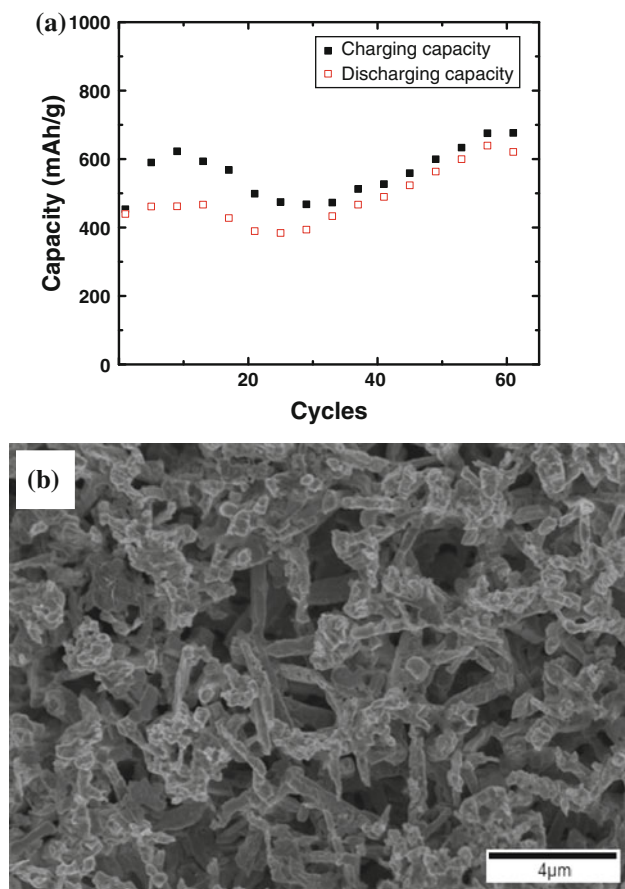 (a)
1000
800
600
400
200
0
Capacity (mAh/g)
Charging capacity
Discharging capacity
20
40
60
Cycles
(b)
4µm